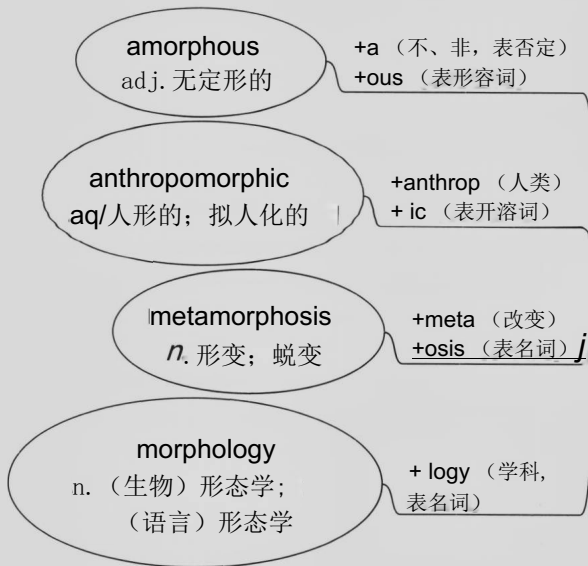 amorphous
adj.无定形的
+a （不、非，表否定）
+ous （表形容词）
anthropomorphic
aq/人形的；拟人化的
+anthrop （人类）
+ ic （表开溶词）
metamorphosis
n. 形变；蜕变
+meta （改变）
+osis （表名词） j
morphology
n. （生物）形态学；
（语言）形态学
+ logy （学科,
表名词）